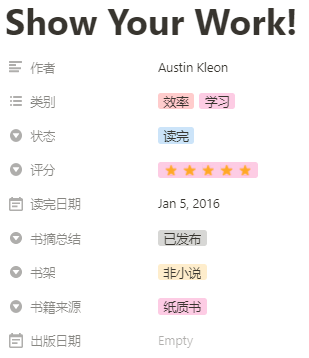 Show Your Work!
作者 Austin Kleon
类别 效率 学习
状态 读完
评分 ★★★★★
读完日期 Jan 5, 2016
书摘总结 已发布
书架 非小说
书籍来源 纸质书
出版日期 Empty